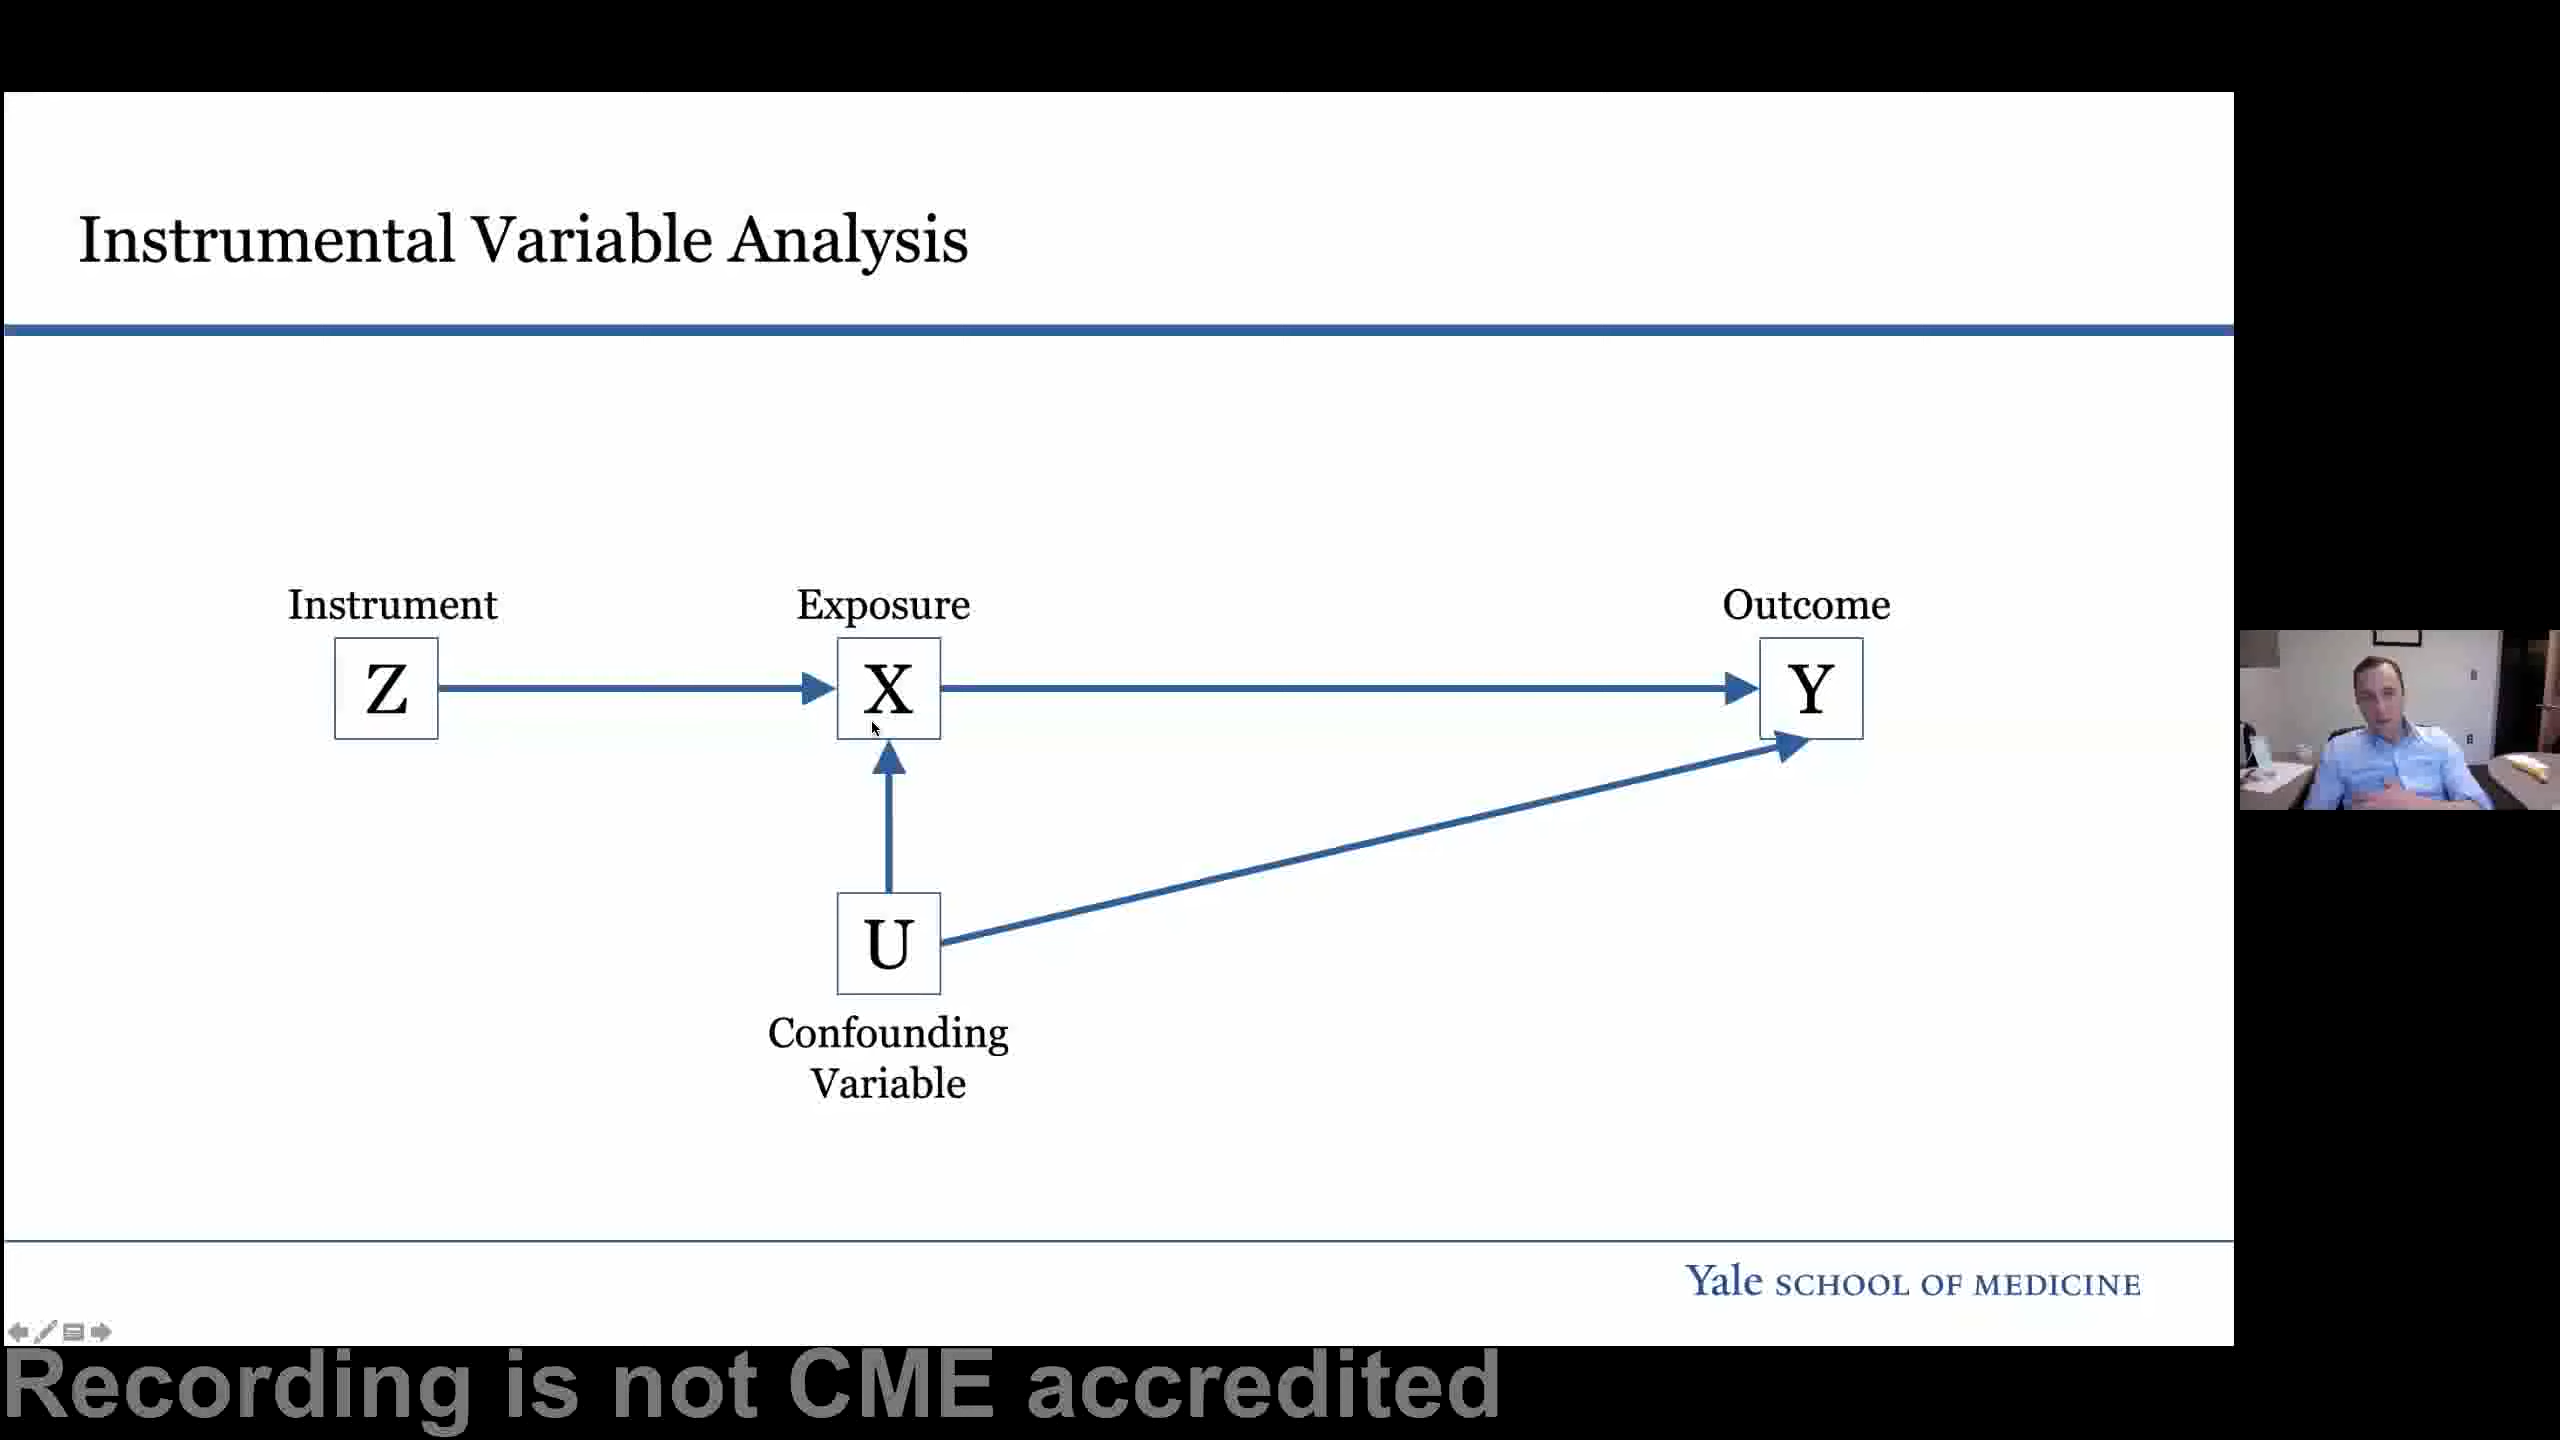 Instrumental Variable Analysis
Instrument
Exposure
Outcome
Z
X
Y
U
Confounding
Variable
Yale SCHOOL OF MEDICINE
Recording is not CME accredited